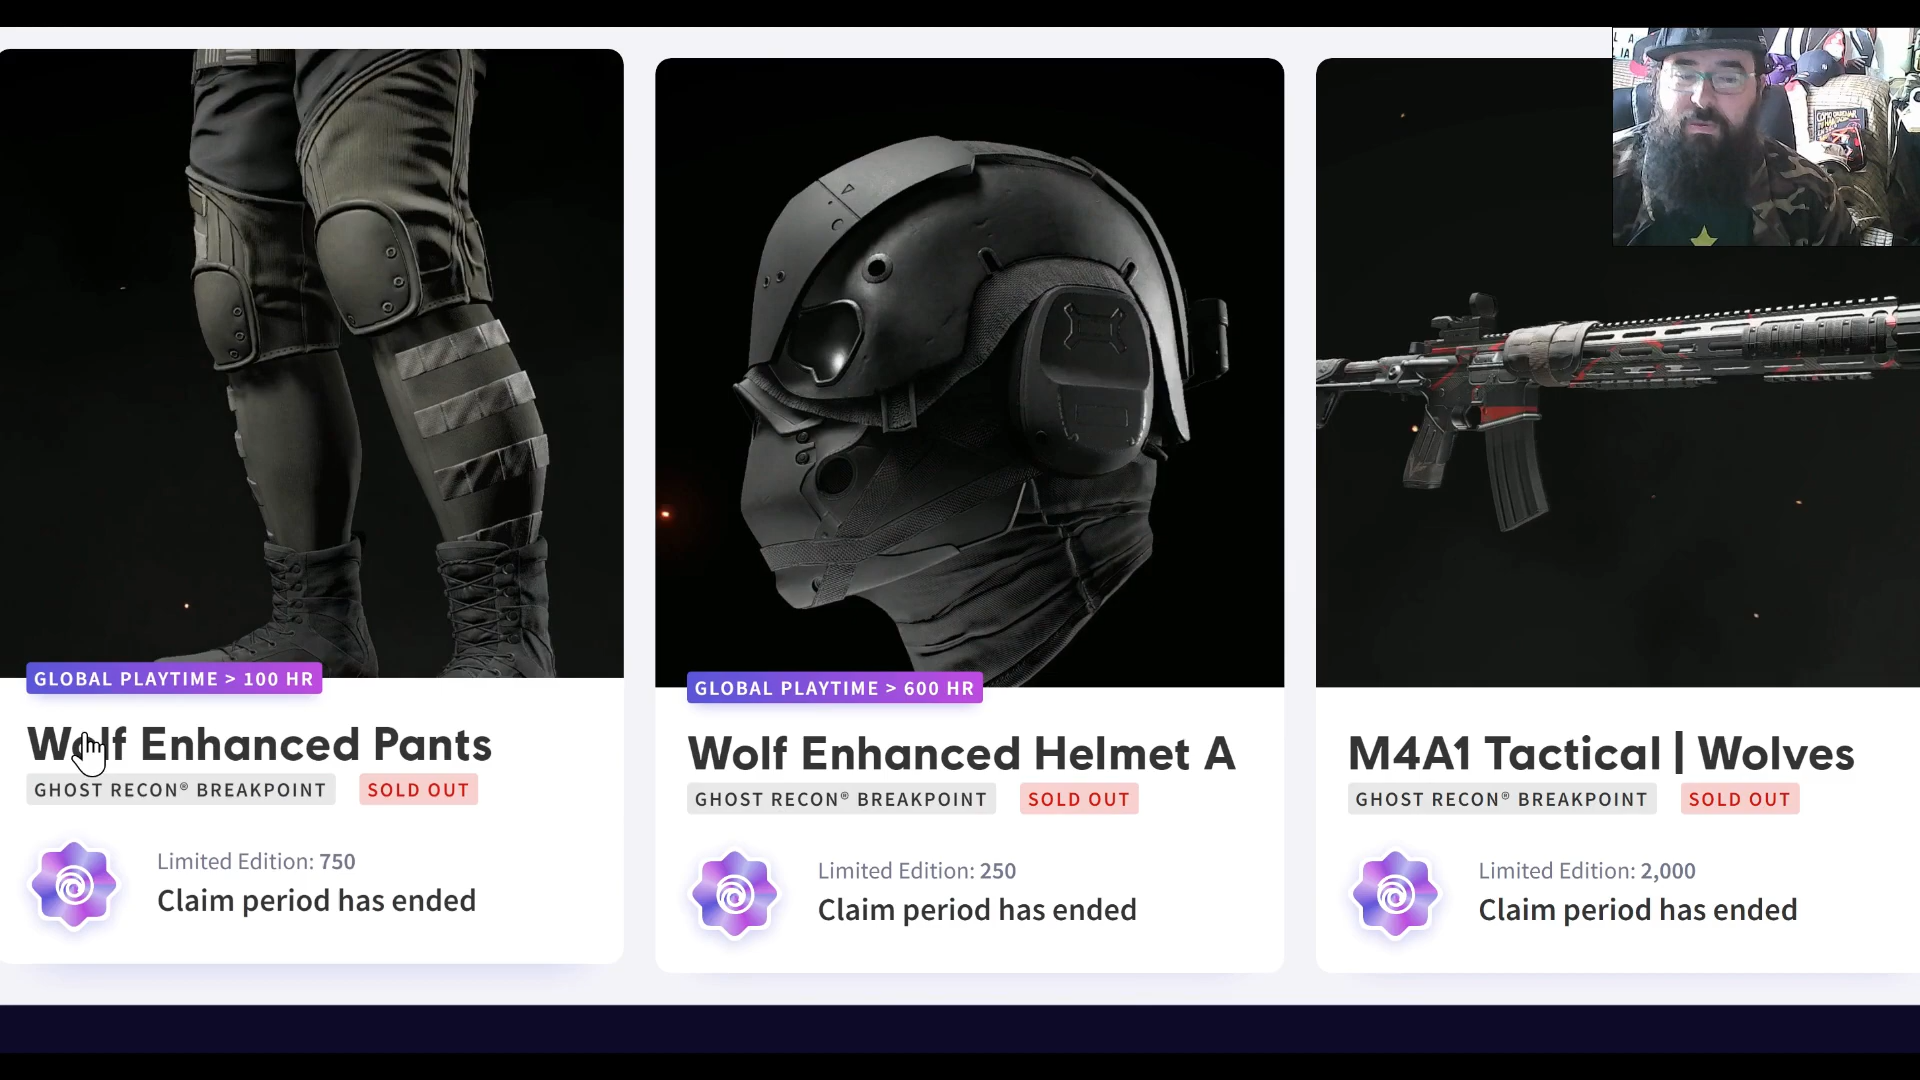 GLOBAL PLAYTIME > 100 HR
Wolf Enhanced Pants
GHOST RECON® BREAKPOINT
SOLD OUT
Limited Edition: 750
Claim period has ended
GLOBAL PLAYTIME > 600 HR
Wolf Enhanced Helmet A
GHOST RECON® BREAKPOINT
SOLD OUT
Limited Edition: 250
Claim period has ended
M4A1 Tactical | Wolves
GHOST RECON® BREAKPOINT
SOLD OUT
Limited Edition: 2,000
Claim period has ended